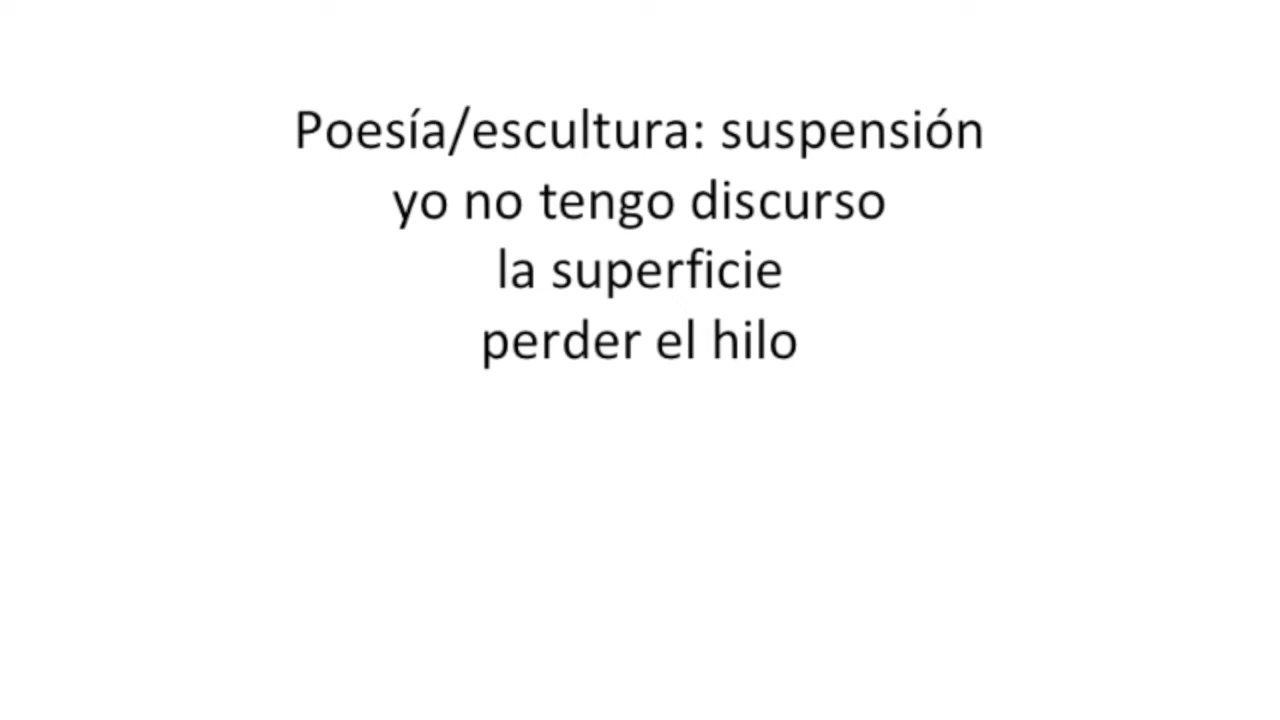 Poesía/escultura: suspensión
yo no tengo discurso
la superficie
perder el hilo